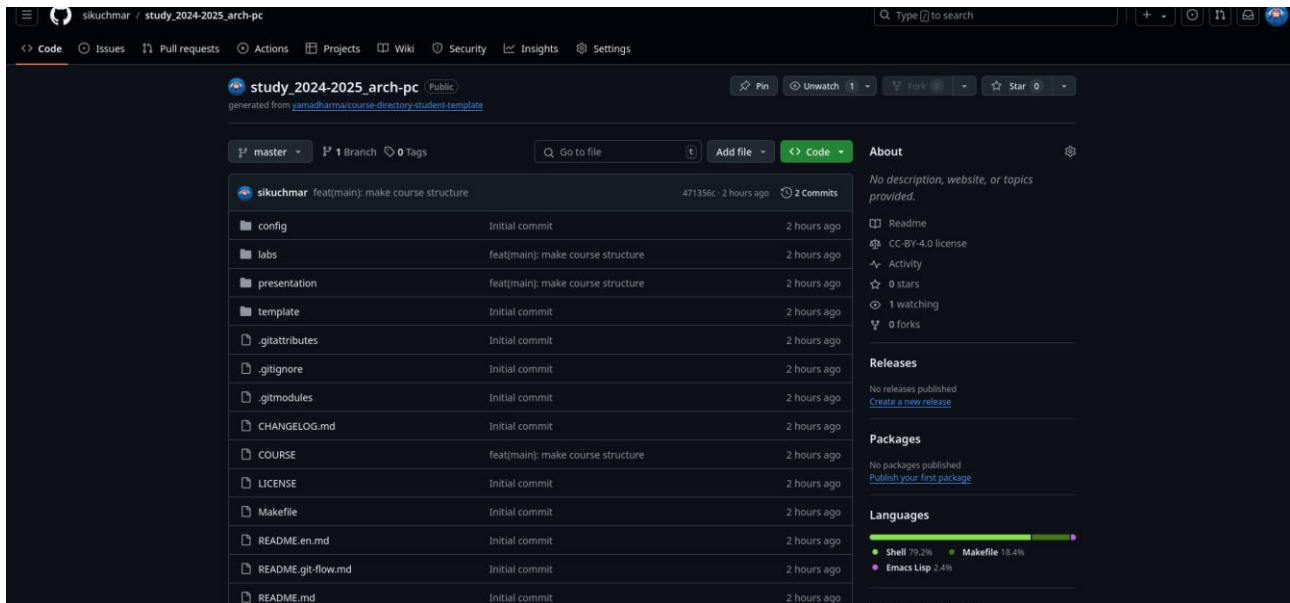 sikuchmar / study_2024-2025_arch-pc
Type / to search
Code Issues Pull requests Actions Projects Wiki Security Insights Settings
study_2024-2025_arch-pc Public
Pin Unwatch 1 Fork 0 Star 0
generated from yamadharma/course-directory-student-template
master 1 Branch 0 Tags Go to file t Add file Code
sikuchmar feat(main): make course structure 471356c · 2 hours ago 2 Commits
config Initial commit 2 hours ago
labs feat(main): make course structure 2 hours ago
presentation feat(main): make course structure 2 hours ago
template Initial commit 2 hours ago
.gitattributes Initial commit 2 hours ago
.gitignore Initial commit 2 hours ago
.gitmodules Initial commit 2 hours ago
CHANGELOG.md Initial commit 2 hours ago
COURSE feat(main): make course structure 2 hours ago
LICENSE Initial commit 2 hours ago
Makefile Initial commit 2 hours ago
README.en.md Initial commit 2 hours ago
README.git-flow.md Initial commit 2 hours ago
README.md Initial commit 2 hours ago
About
No description, website, or topics
provided.
Readme
CC-BY-4.0 license
Activity
0 stars
1 watching
0 forks
Releases
No releases published
Create a new release
Packages
No packages published
Publish your first package
Languages
Shell 79.2% Makefile 18.4%
Emacs Lisp 2.4%